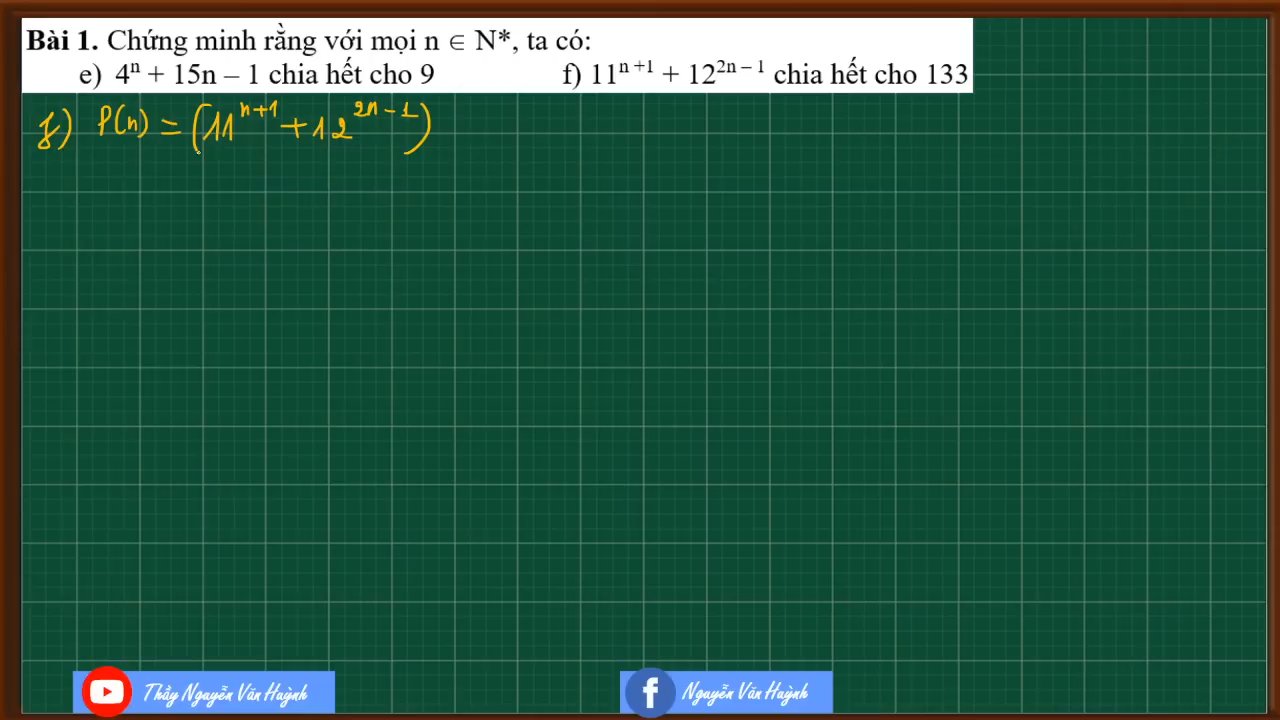 Bài 1. Chứng minh rằng với mọi n ∈ N*, ta có:
e) 4ⁿ + 15n – 1 chia hết cho 9 f) 11ⁿ⁺¹ + 12²ⁿ⁻¹ chia hết cho 133
f) P(n) = (11ⁿ⁺¹ + 12²ⁿ⁻¹)
Thầy Nguyễn Văn Huỳnh
f Nguyễn Văn Huỳnh